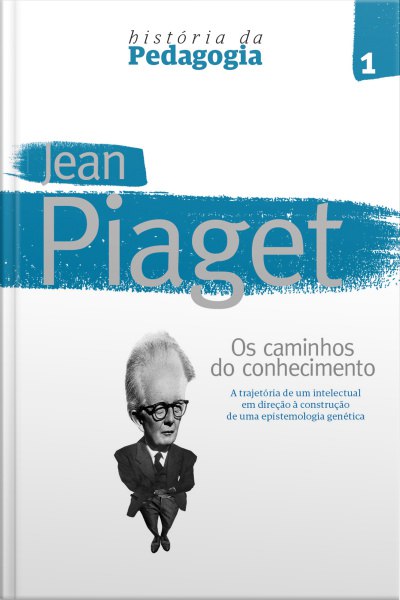 história da
Pedagogia
1
Jean
Piaget
Os caminhos
do conhecimento
A trajetória de um intelectual
em direção à construção
de uma epistemologia genética